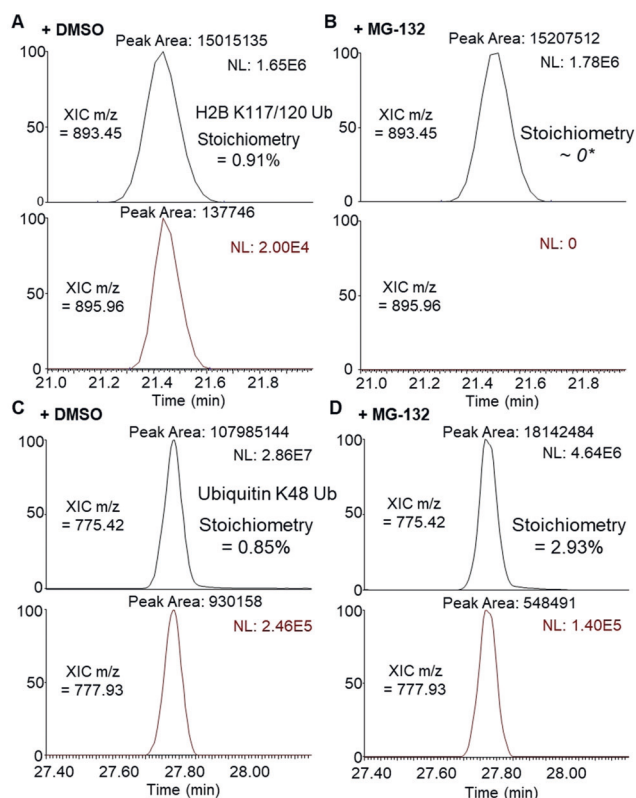 A + DMSO
Peak Area: 15015135
100
NL: 1.65E6
XIC m/z
= 893.45
H2B K117/120 Ub
50
Stoichiometry
= 0.91%
0
Peak Area: 137746
100
NL: 2.00E4
XIC m/z
= 895.96
50
0
21.0 21.2 21.4 21.6 21.8
Time (min)
B + MG-132
Peak Area: 15207512
100
NL: 1.78E6
XIC m/z
= 893.45
50
Stoichiometry
~ 0*
0
100
NL: 0
XIC m/z
= 895.96
50
0
21.0 21.2 21.4 21.6 21.8
Time (min)
C + DMSO
Peak Area: 107985144
100
NL: 2.86E7
XIC m/z
= 775.42
Ubiquitin K48 Ub
50
Stoichiometry
= 0.85%
0
Peak Area: 930158
100
NL: 2.46E5
XIC m/z
= 777.93
50
0
27.40 27.60 27.80 28.00
Time (min)
D + MG-132
Peak Area: 18142484
100
NL: 4.64E6
XIC m/z
= 775.42
50
Stoichiometry
= 2.93%
0
Peak Area: 548491
100
NL: 1.40E5
XIC m/z
= 777.93
50
0
27.40 27.60 27.80 28.00
Time (min)